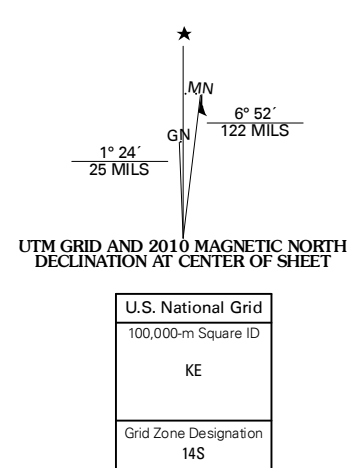 ★
MN
6° 52´
122 MILS
GN
1° 24´
25 MILS
UTM GRID AND 2010 MAGNETIC NORTH
DECLINATION AT CENTER OF SHEET
U.S. National Grid
100,000-m Square ID
KE
Grid Zone Designation
14S